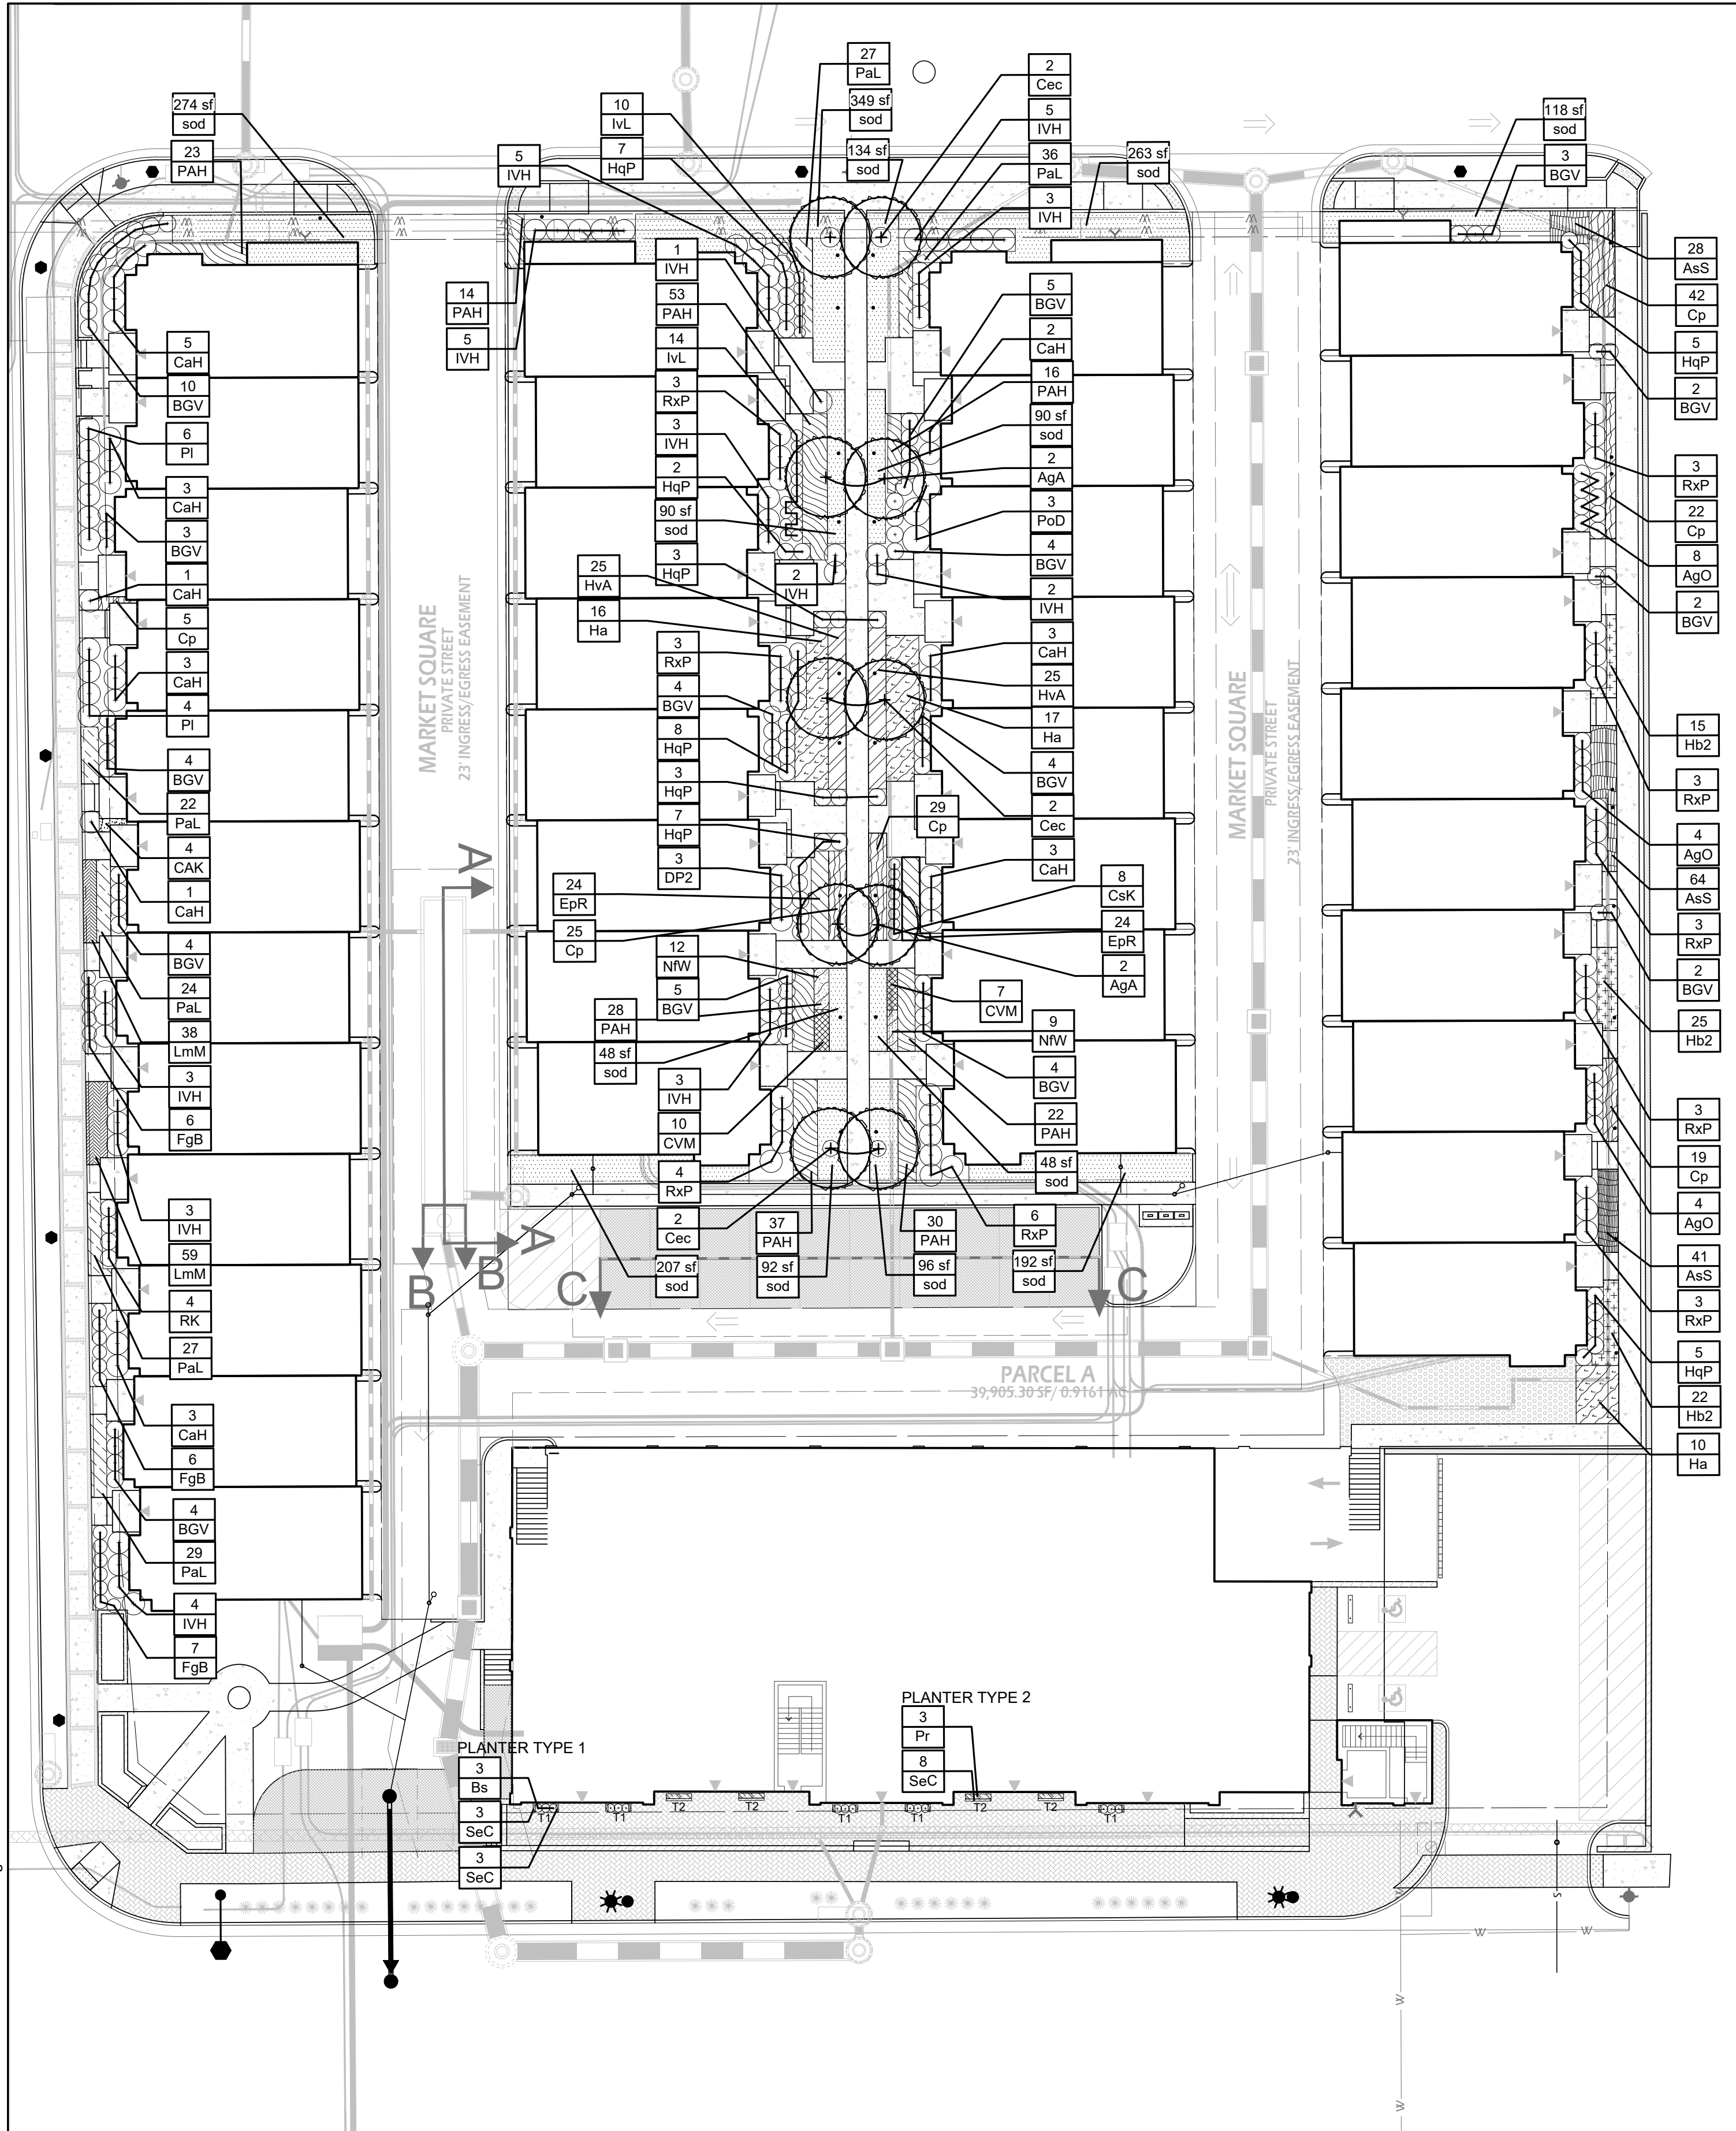 27
PaL
349 sf
sod
134 sf
sod
2
Cec
5
IVH
36
PaL
3
IVH
263 sf
sod
118 sf
sod
3
BGV
274 sf
sod
23
PAH
10
IvL
7
HqP
5
IVH
14
PAH
5
IVH
1
IVH
53
PAH
14
IvL
3
RxP
3
IVH
2
HqP
90 sf
sod
3
HqP
2
IVH
25
HvA
16
Ha
3
RxP
4
BGV
8
HqP
3
HqP
7
HqP
3
DP2
24
EpR
25
Cp
12
NfW
5
BGV
28
PAH
48 sf
sod
3
IVH
10
CVM
4
RxP
2
Cec
207 sf
sod
37
PAH
92 sf
sod
30
PAH
96 sf
sod
6
RxP
192 sf
sod
5
BGV
2
CaH
16
PAH
90 sf
sod
2
AgA
3
PoD
4
BGV
2
IVH
3
CaH
25
HvA
17
Ha
4
BGV
2
Cec
29
Cp
3
CaH
8
CsK
24
EpR
2
AgA
7
CVM
9
NfW
4
BGV
22
PAH
48 sf
sod
5
CaH
10
BGV
6
Pl
3
CaH
3
BGV
1
CaH
5
Cp
3
CaH
4
Pl
4
BGV
22
PaL
4
CAK
1
CaH
4
BGV
24
PaL
38
LmM
3
IVH
6
FgB
3
IVH
59
LmM
4
RK
27
PaL
3
CaH
6
FgB
4
BGV
29
PaL
4
IVH
7
FgB
28
AsS
42
Cp
5
HqP
2
BGV
3
RxP
22
Cp
8
AgO
2
BGV
15
Hb2
3
RxP
4
AgO
64
AsS
3
RxP
2
BGV
25
Hb2
3
RxP
19
Cp
4
AgO
41
AsS
3
RxP
5
HqP
22
Hb2
10
Ha
MARKET SQUARE
PRIVATE STREET
23' INGRESS/EGRESS EASEMENT
MARKET SQUARE
PRIVATE STREET
23' INGRESS/EGRESS EASEMENT
A
A
B
B
C
C
PARCEL A
39,905.30 SF/ 0.9161 AC
PLANTER TYPE 1
3
Bs
3
SeC
3
SeC
PLANTER TYPE 2
3
Pr
8
SeC
T1
T1
T2
T2
T1
T1
T2
T2
T1
W
W
W
W
W
S